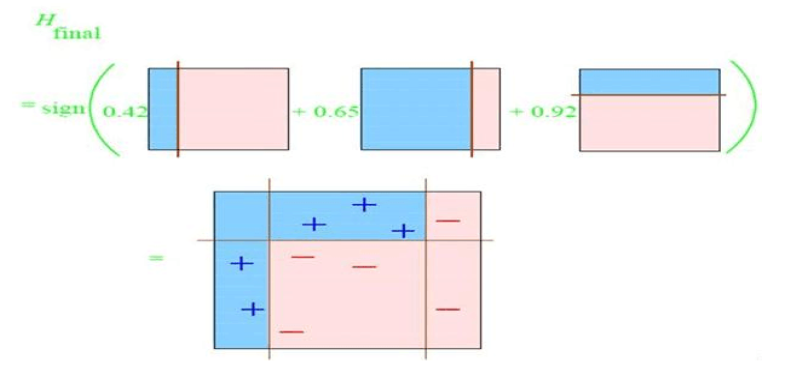 H
final
= sign ( 0.42 + 0.65 + 0.92 )
=
+ + + −
+ − −
+ − −